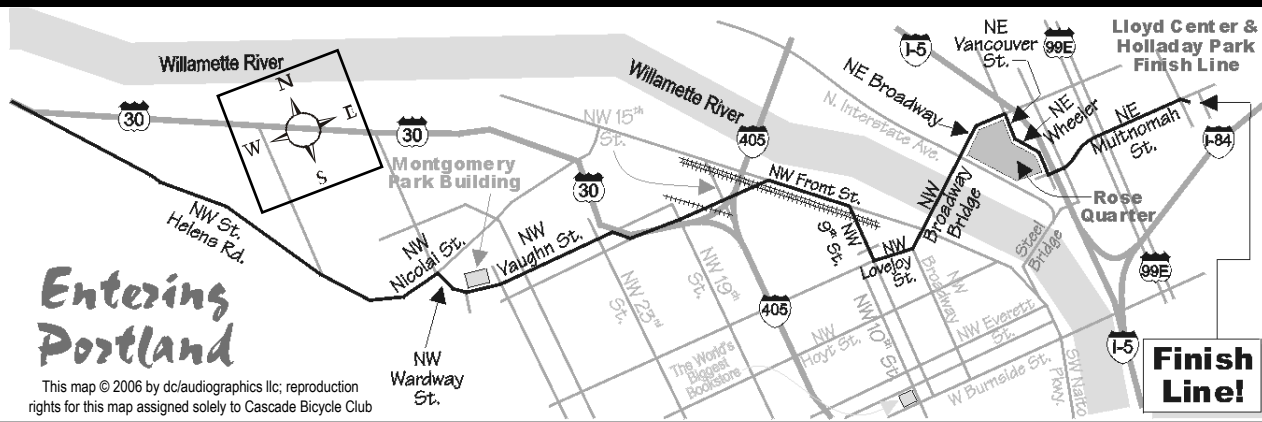 Willamette River
30
N
E
W
S
30
Montgomery
Park Building
NW St.
Helens Rd.
NW
Nicolai St.
NW
Vaughn St.
NW
Wardway
St.
30
NW 15th
St.
NW 23rd
St.
NW 19th
St.
405
Willamette River
NW Front St.
NW
9th St.
NW
Lovejoy
St.
405
NW
Hoyt St.
NW 10th
St.
The World's
Biggest
Bookstore
NW
Broadway
NW Everett
St.
W Burnside St.
SW Naito
Pkwy.
Steel
Bridge
NW
Broadway
Bridge
N. Interstate Ave.
NE Broadway
I-5
NE
Vancouver
St.
99E
NE
Wheeler
NE
Multnomah
St.
Lloyd Center &
Holladay Park
Finish Line
I-84
Rose
Quarter
99E
I-5
Finish
Line!
Entering
Portland
This map © 2006 by dc/audiographics llc; reproduction
rights for this map assigned solely to Cascade Bicycle Club